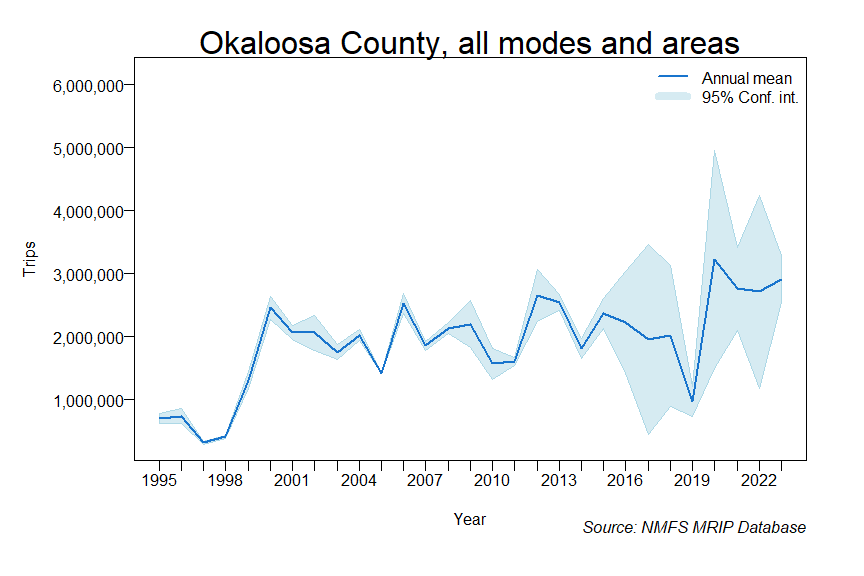 Okaloosa County, all modes and areas
Annual mean
95% Conf. int.
6,000,000
5,000,000
4,000,000
3,000,000
2,000,000
1,000,000
Trips
1995 1998 2001 2004 2007 2010 2013 2016 2019 2022
Year
Source: NMFS MRIP Database